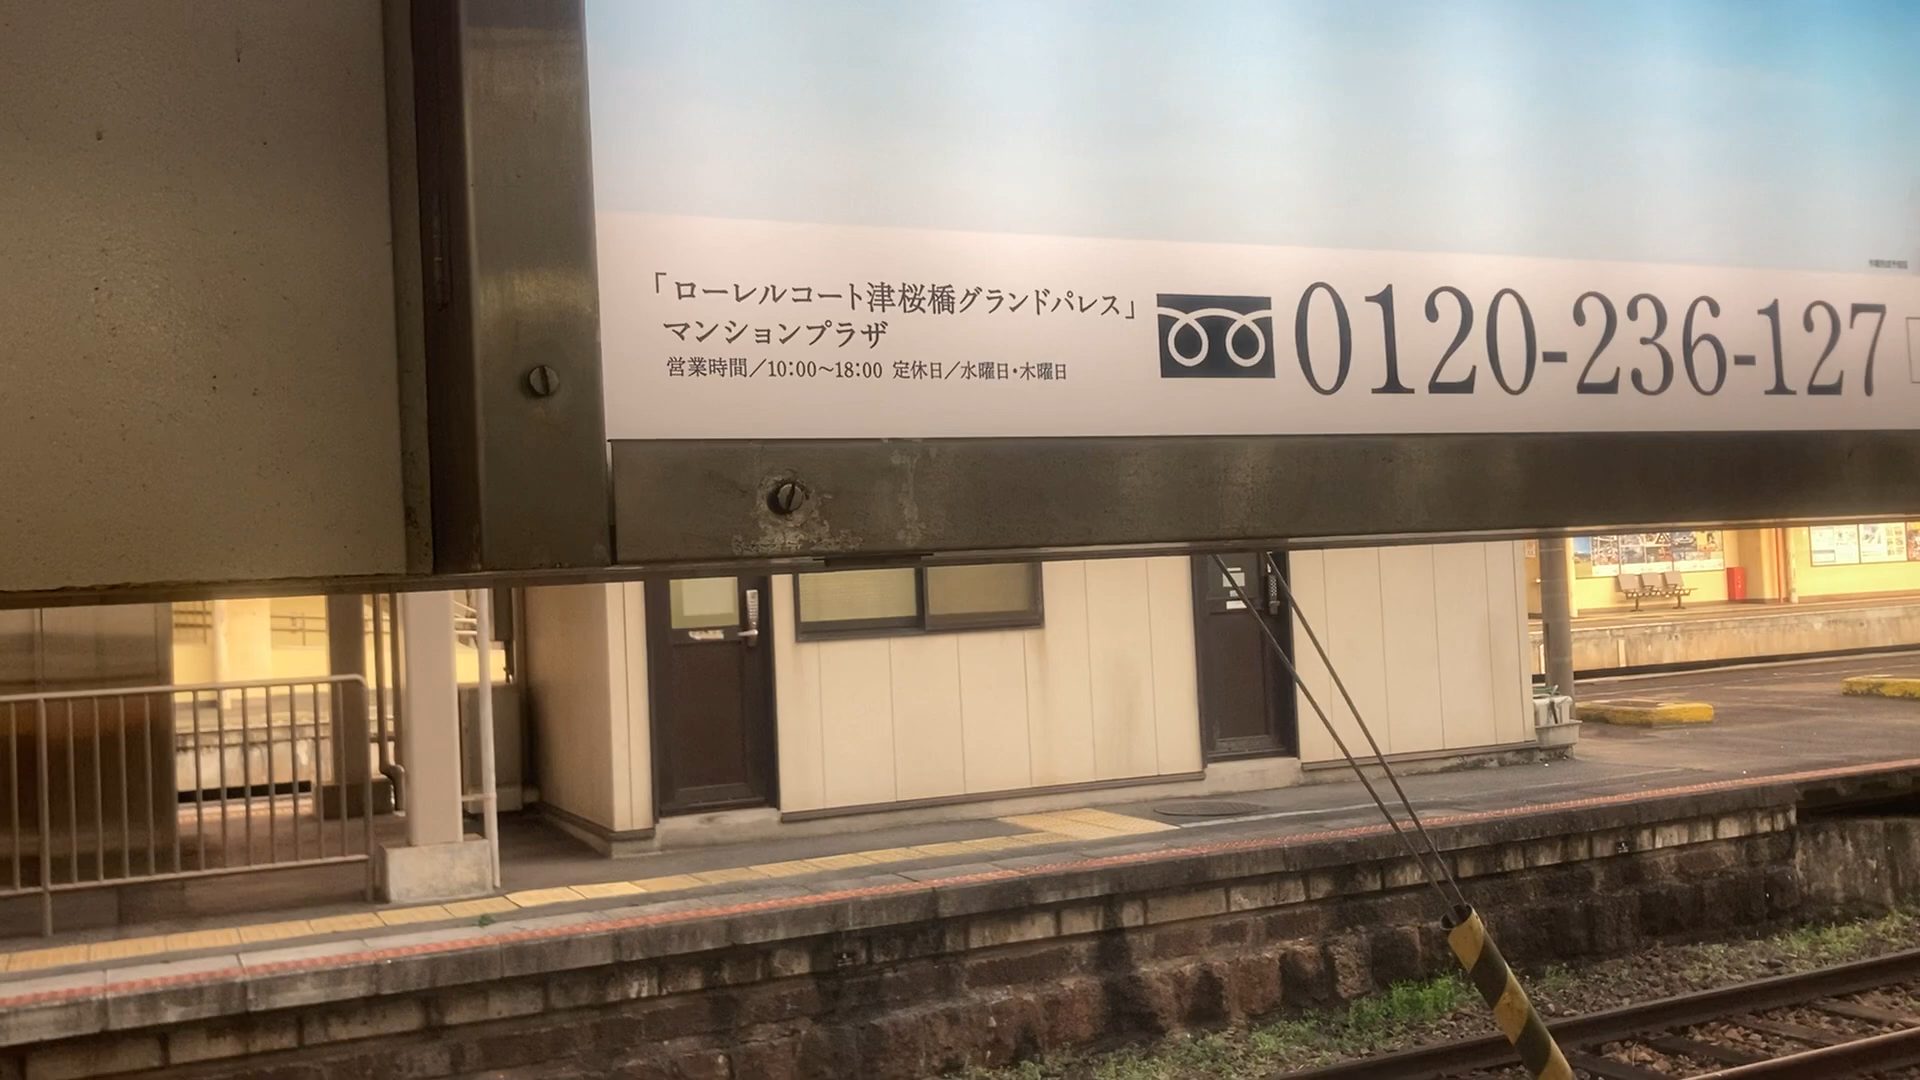 「ローレルコート津桜橋グランドパレス」
マンションプラザ
営業時間／10:00〜18:00 定休日／水曜日・木曜日
0120-236-127